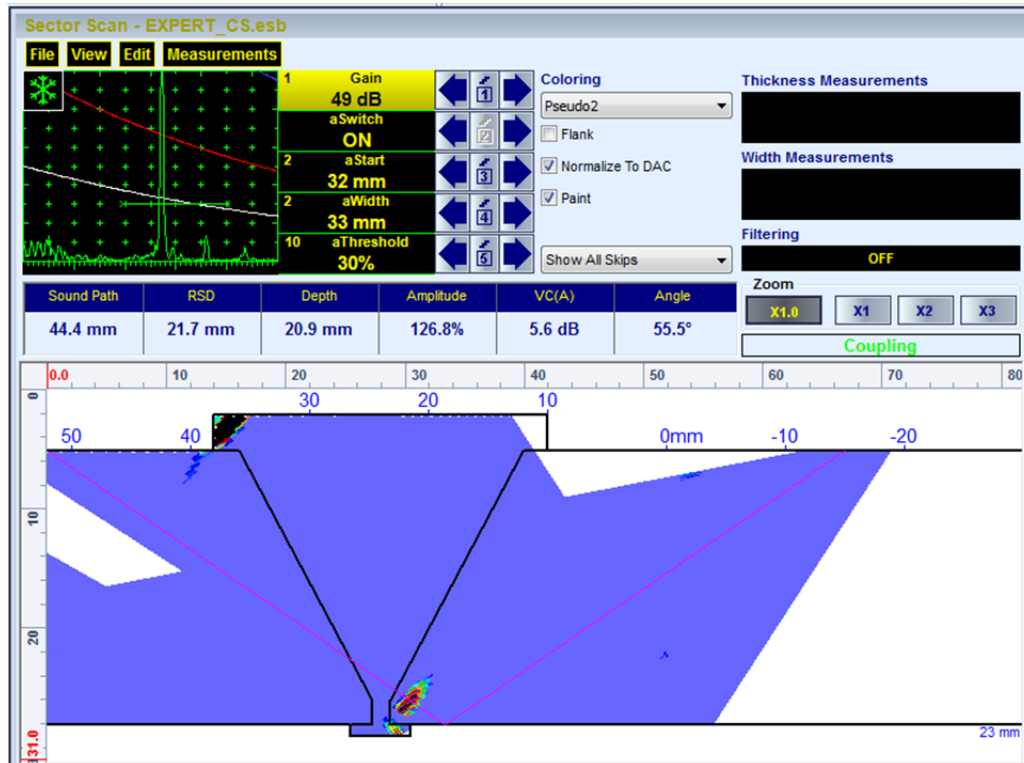 Sector Scan - EXPERT_CS.esb
File View Edit Measurements
1 Gain
49 dB
aSwitch
ON
2 aStart
32 mm
2 aWidth
33 mm
10 aThreshold
30%
1
2
3
4
5
Coloring
Pseudo2
Flank
Normalize To DAC
Paint
Show All Skips
Thickness Measurements
Width Measurements
Filtering
OFF
Zoom
X1.0 X1 X2 X3
Coupling
Sound Path RSD Depth Amplitude VC(A) Angle
44.4 mm 21.7 mm 20.9 mm 126.8% 5.6 dB 55.5°
0.0 10 20 30 40 50 60 70 80
0
10
20
31.0
30 20 10
50 40 0mm -10 -20
23 mm